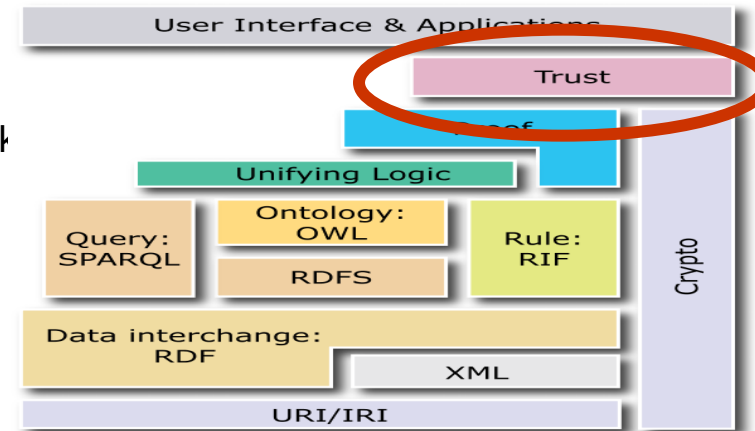 User Interface & Applications
Trust
Proof
Unifying Logic
Query:
SPARQL
Ontology:
OWL
RDFS
Rule:
RIF
Crypto
Data interchange:
RDF
XML
URI/IRI